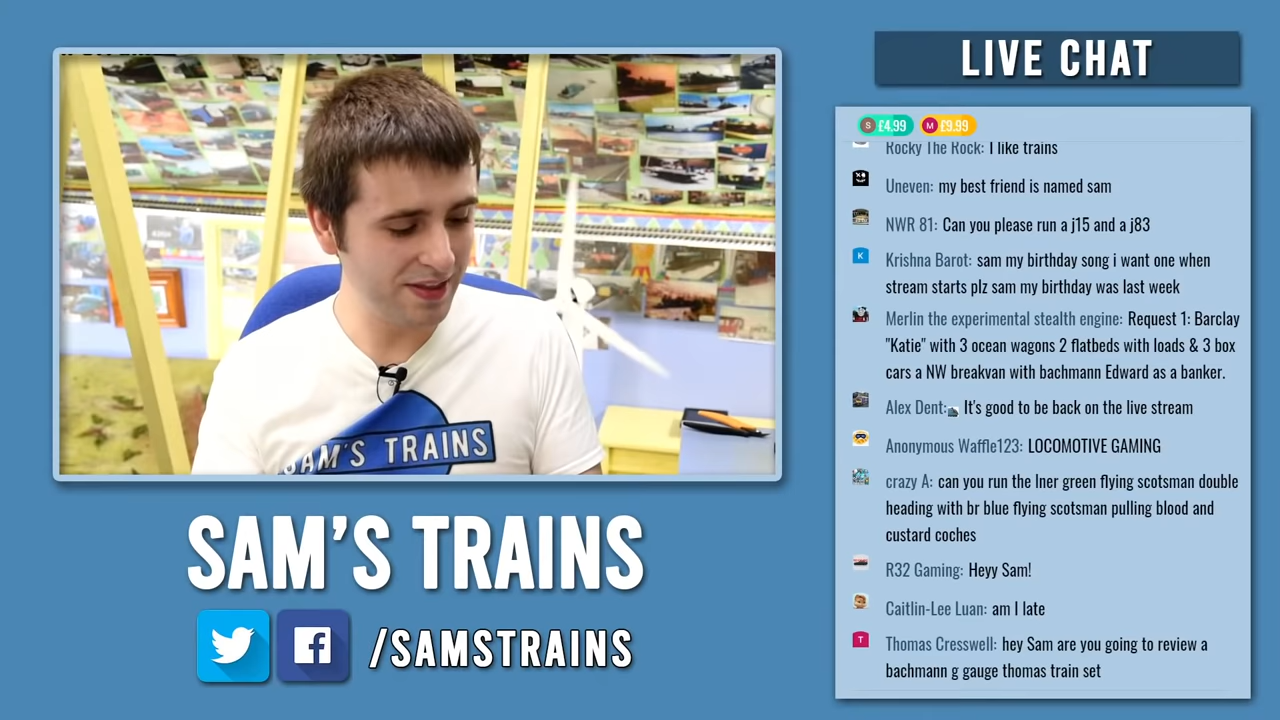 SAM'S TRAINS
SAM'S TRAINS
/SAMSTRAINS
LIVE CHAT
S £4.99 M £9.99
Rocky The Rock: I like trains
Uneven: my best friend is named sam
NWR 81: Can you please run a j15 and a j83
K Krishna Barot: sam my birthday song i want one when
stream starts plz sam my birthday was last week
Merlin the experimental stealth engine: Request 1: Barclay
"Katie" with 3 ocean wagons 2 flatbeds with loads & 3 box
cars a NW breakvan with bachmann Edward as a banker.
Alex Dent: It's good to be back on the live stream
Anonymous Waffle123: LOCOMOTIVE GAMING
crazy A: can you run the lner green flying scotsman double
heading with br blue flying scotsman pulling blood and
custard coches
R32 Gaming: Heyy Sam!
Caitlin-Lee Luan: am I late
T Thomas Cresswell: hey Sam are you going to review a
bachmann g gauge thomas train set